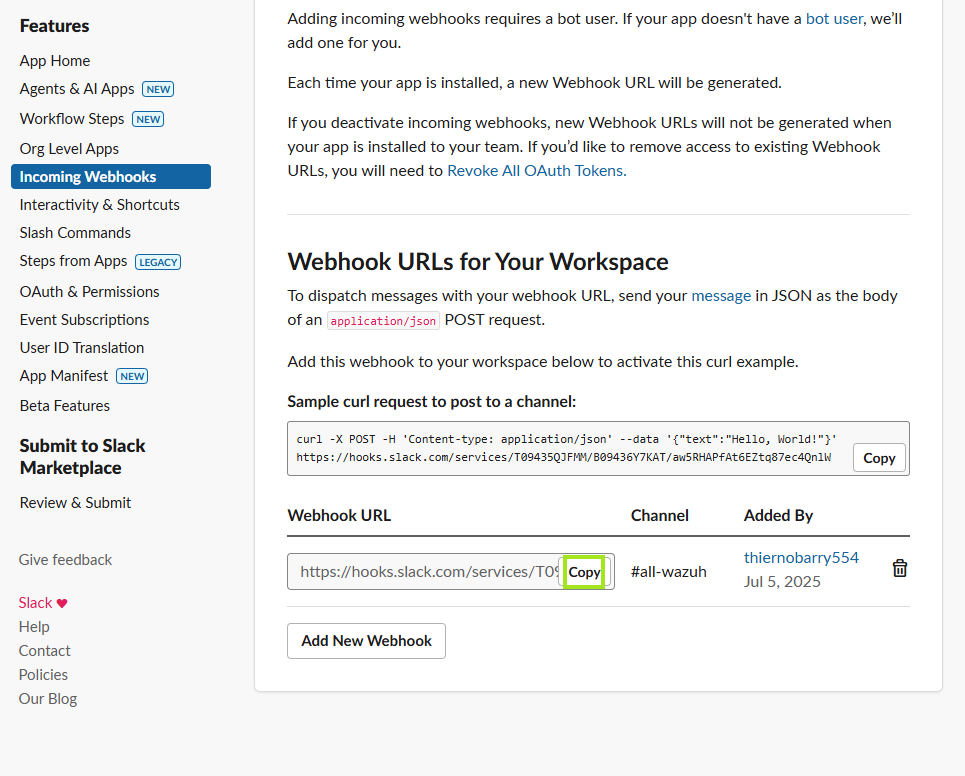 Features
App Home
Agents & AI Apps NEW
Workflow Steps NEW
Org Level Apps
Incoming Webhooks
Interactivity & Shortcuts
Slash Commands
Steps from Apps LEGACY
OAuth & Permissions
Event Subscriptions
User ID Translation
App Manifest NEW
Beta Features
Submit to Slack
Marketplace
Review & Submit
Give feedback
Slack ♥
Help
Contact
Policies
Our Blog
Adding incoming webhooks requires a bot user. If your app doesn't have a bot user, we’ll
add one for you.
Each time your app is installed, a new Webhook URL will be generated.
If you deactivate incoming webhooks, new Webhook URLs will not be generated when
your app is installed to your team. If you’d like to remove access to existing Webhook
URLs, you will need to Revoke All OAuth Tokens.
Webhook URLs for Your Workspace
To dispatch messages with your webhook URL, send your message in JSON as the body
of an application/json POST request.
Add this webhook to your workspace below to activate this curl example.
Sample curl request to post to a channel:
curl -X POST -H 'Content-type: application/json' --data '{"text":"Hello, World!"}'
https://hooks.slack.com/services/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
Copy
Webhook URL Channel Added By
https://hooks.slack.com/services/T09 Copy #all-wazuh thiernobarry554
Jul 5, 2025
Add New Webhook